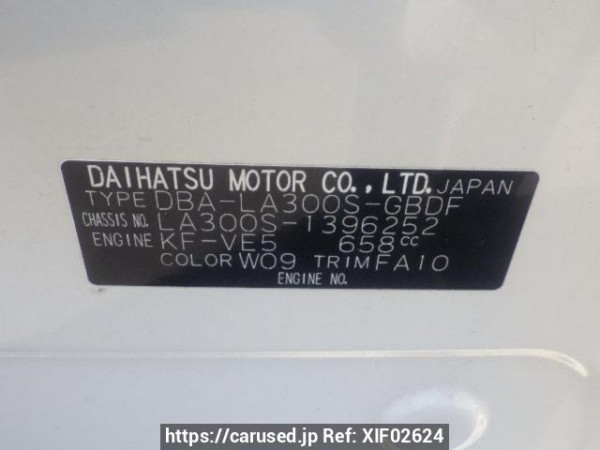 DAIHATSU MOTOR CO., LTD. JAPAN
TYPE DBA-LA300S-GBDF
CHASSIS NO. LA300S-1396252
ENGINE KF-VE5 658cc
COLOR W09 TRIM FA10
ENGINE NO.
https://carused.jp Ref: XIF02624